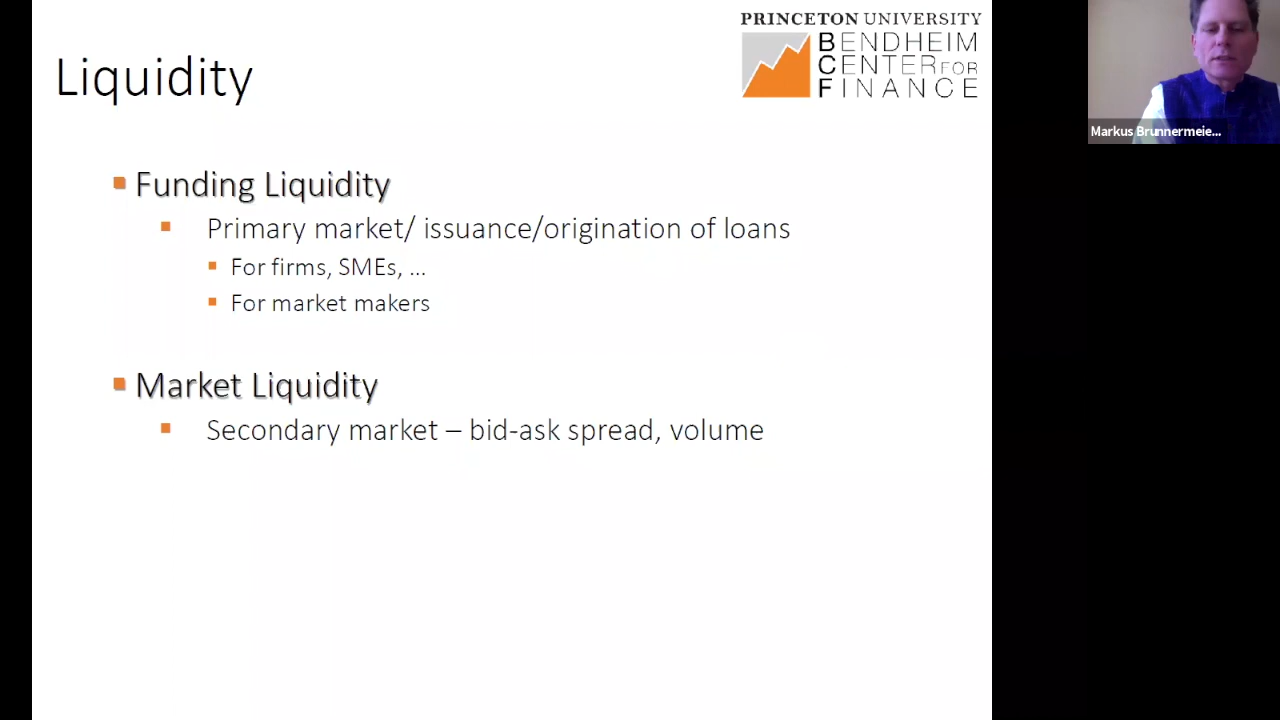 PRINCETON UNIVERSITY
BENDHEIM
CENTER FOR
FINANCE
Liquidity
Funding Liquidity
Primary market/ issuance/origination of loans
For firms, SMEs, ...
For market makers
Market Liquidity
Secondary market – bid-ask spread, volume
Markus Brunnermeie...